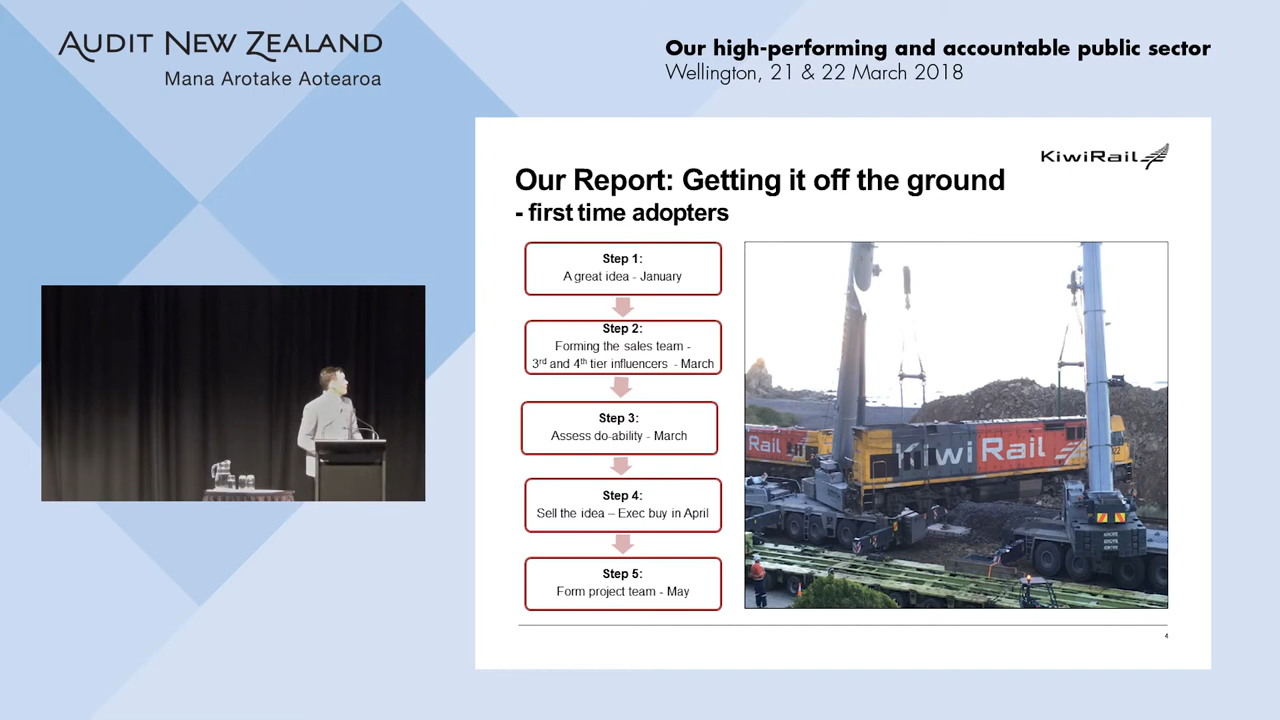 AUDIT NEW ZEALAND
Mana Arotake Aotearoa
Our high-performing and accountable public sector
Wellington, 21 & 22 March 2018
KiwiRail
Our Report: Getting it off the ground
- first time adopters
Step 1:
A great idea - January
Step 2:
Forming the sales team -
3rd and 4th tier influencers - March
Step 3:
Assess do-ability - March
Step 4:
Sell the idea – Exec buy in April
Step 5:
Form project team - May
Rail
KiwiRail
4